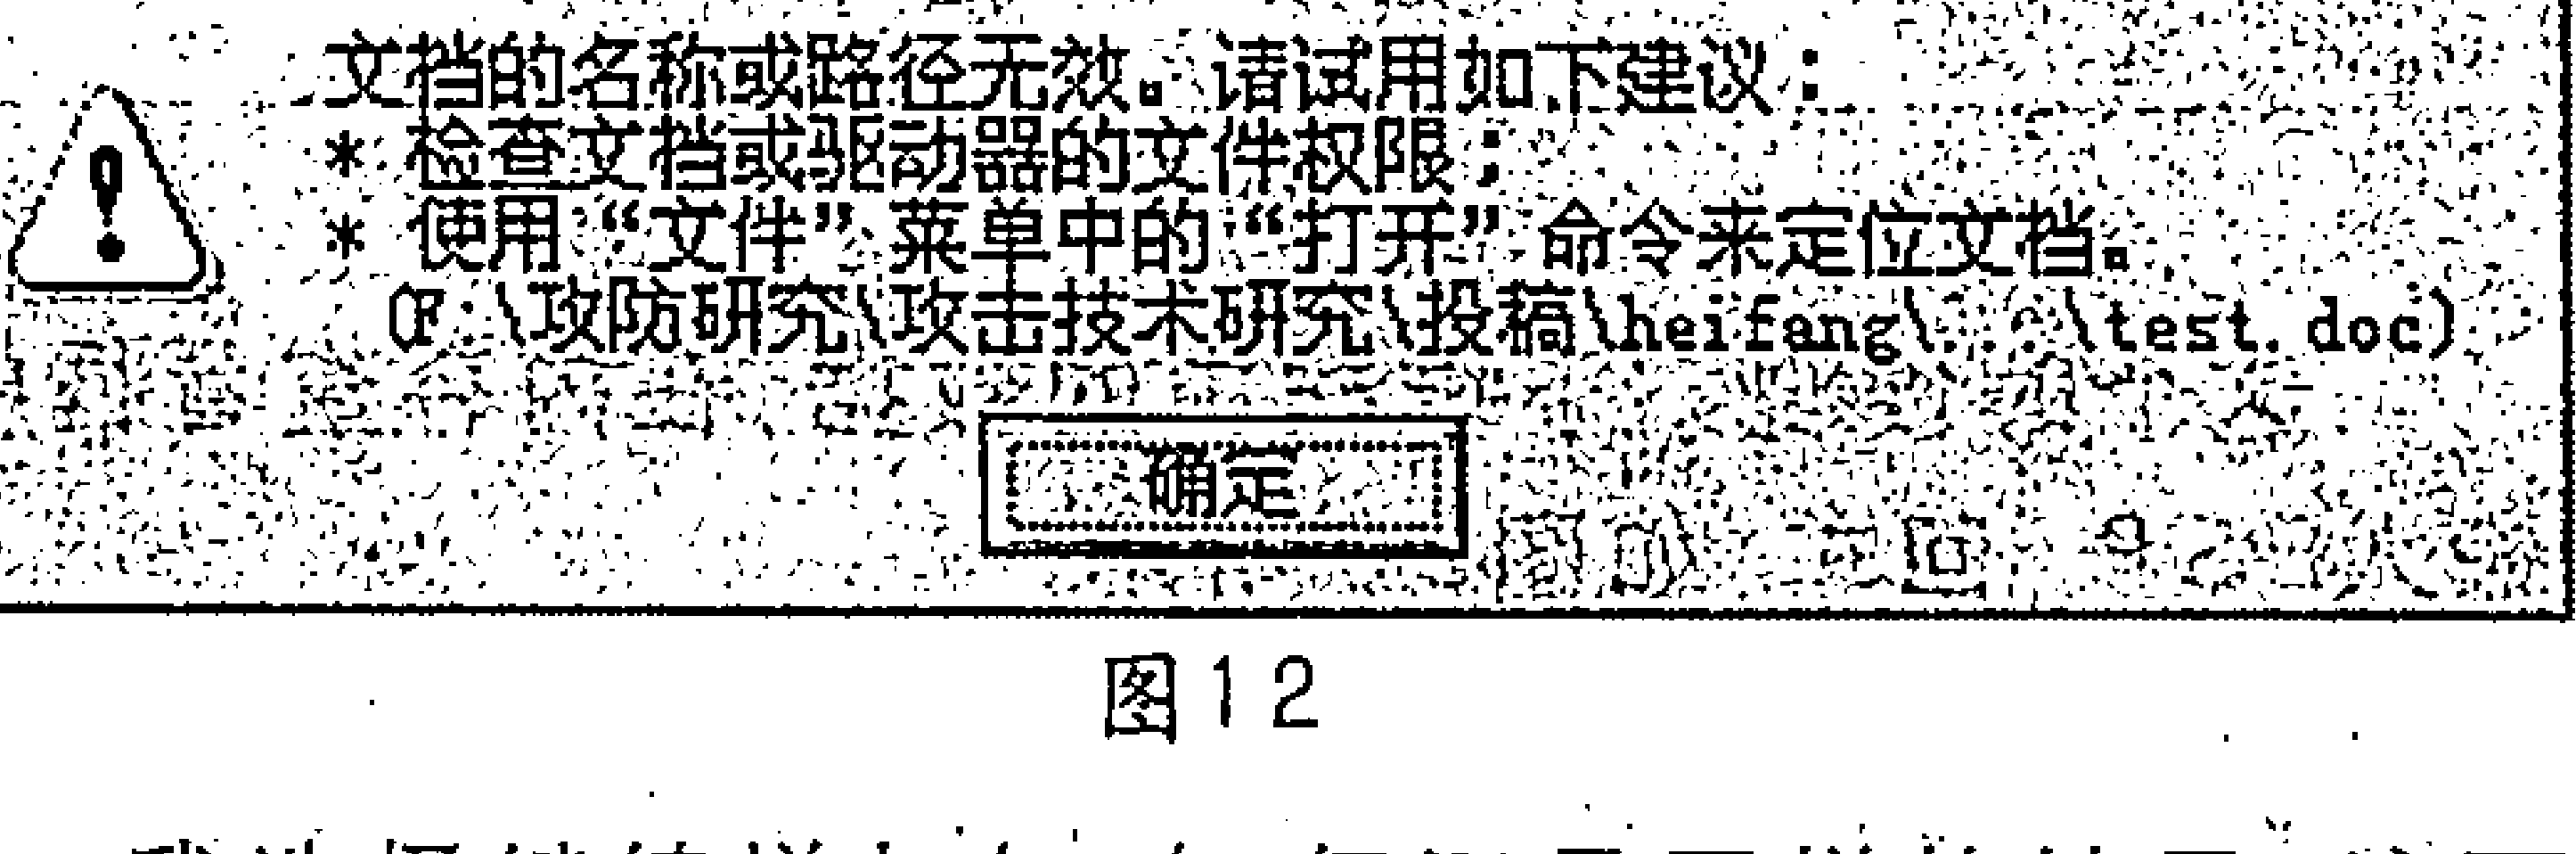 文档的名称或路径无效。请试用如下建议：
* 检查文档或驱动器的文件权限；
* 使用“文件”菜单中的“打开”命令来定位文档。
(F:\攻防研究\攻击技术研究\投稿\heifang\...\test.doc)
确定
图12